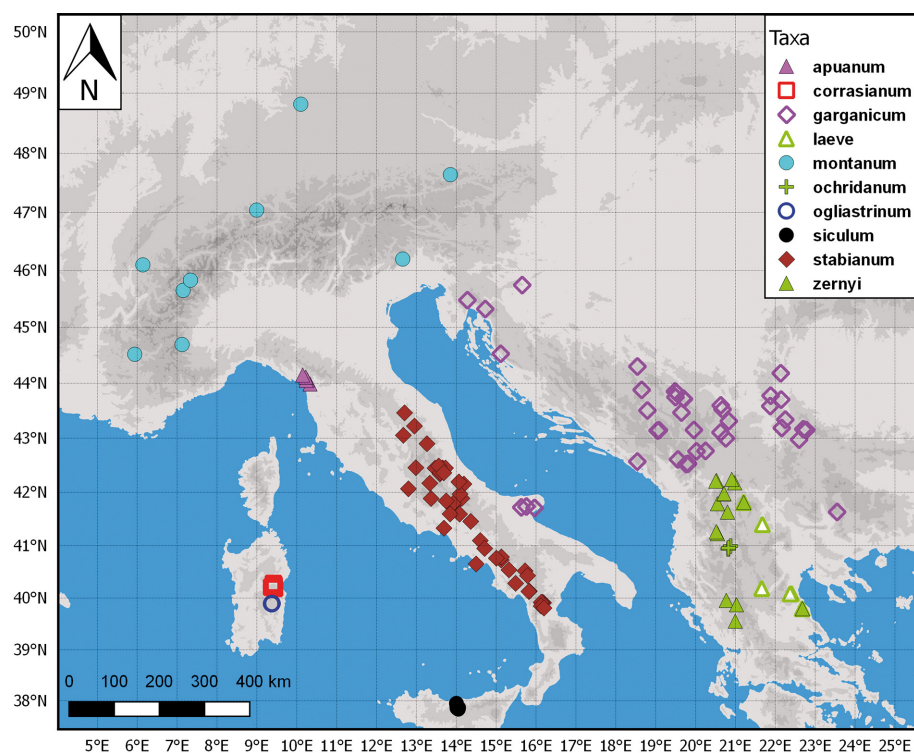 50°N
49°N
48°N
47°N
46°N
45°N
44°N
43°N
42°N
41°N
40°N
39°N
38°N
N
Taxa
apuanum
corrasianum
garganicum
laeve
montanum
ochridanum
ogliastrinum
siculum
stabianum
zernyi
0 100 200 300 400 km
5°E 6°E 7°E 8°E 9°E 10°E 11°E 12°E 13°E 14°E 15°E 16°E 17°E 18°E 19°E 20°E 21°E 22°E 23°E 24°E 25°E